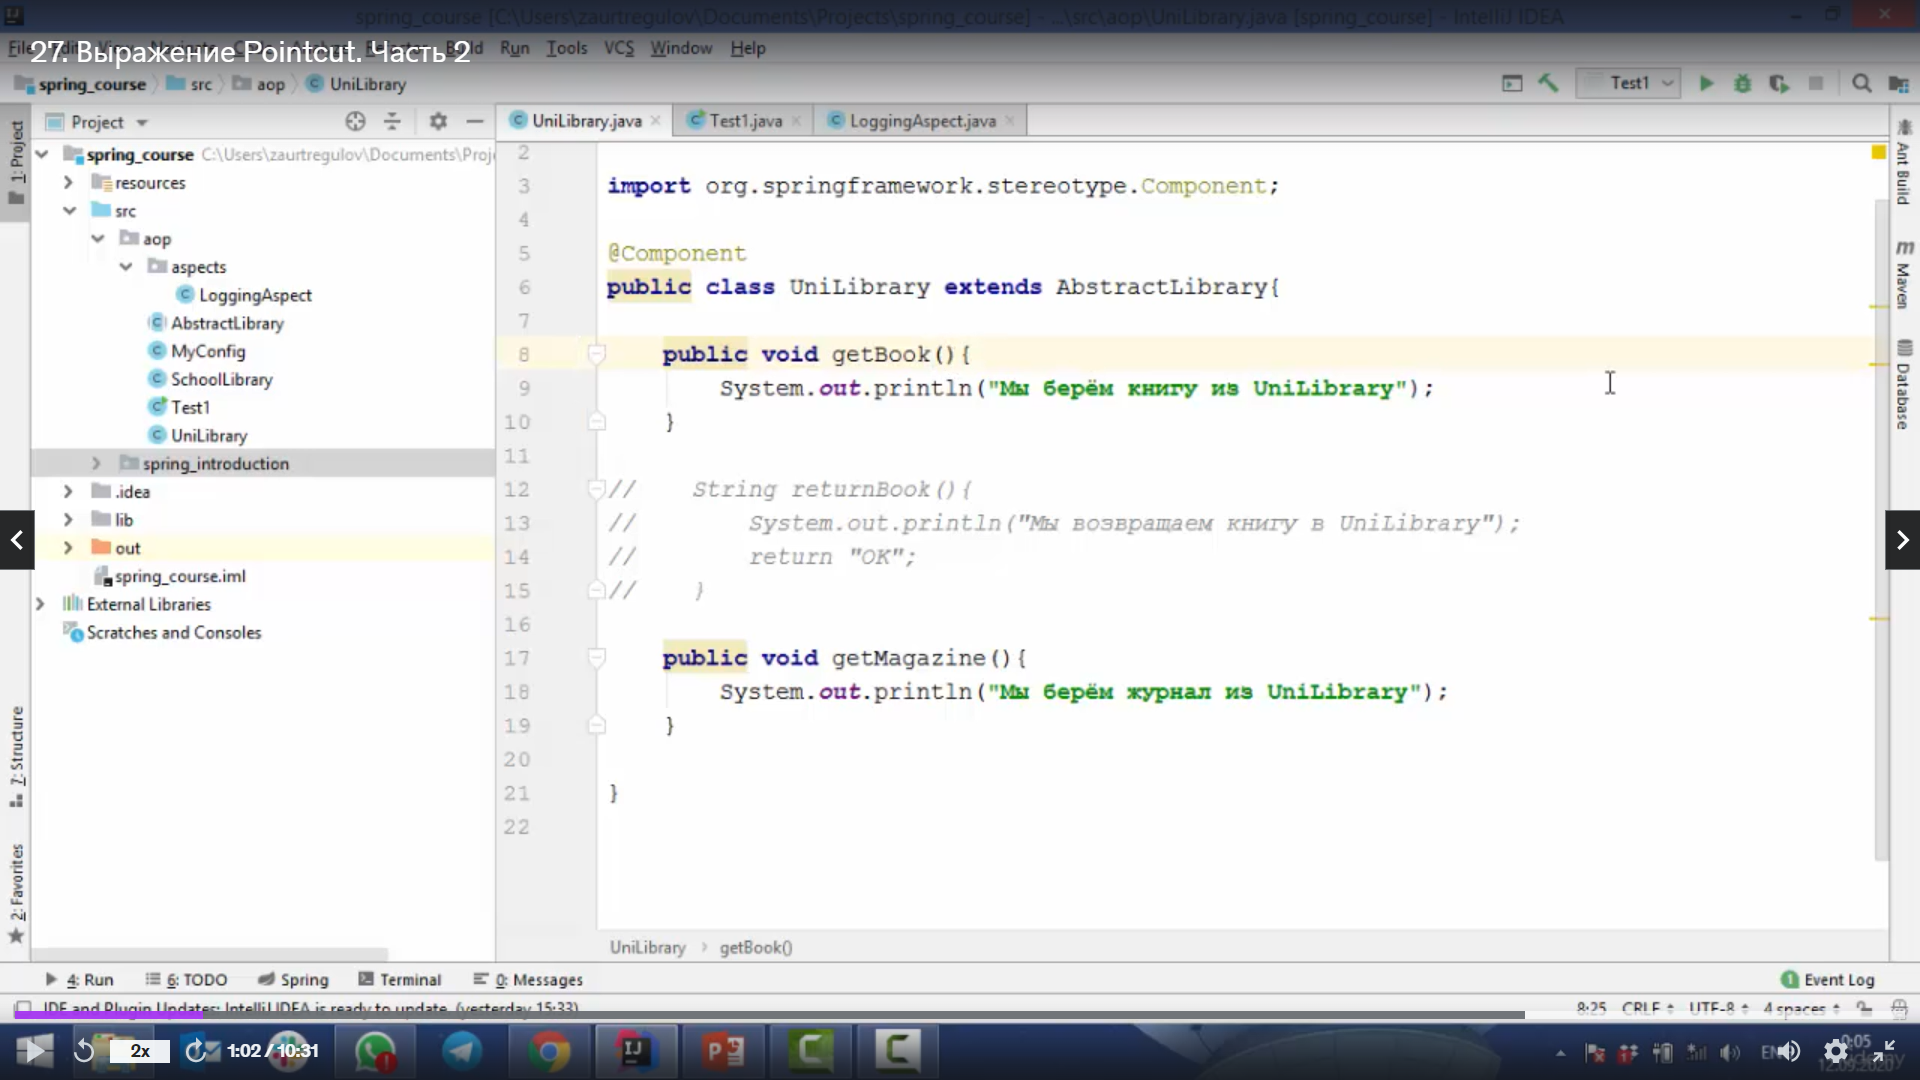 spring_course [C:\Users\zaurtregulov\Documents\Projects\spring_course] - ...\src\aop\UniLibrary.java [spring_course] - IntelliJ IDEA
27. Выражение Pointcut. Часть 2
File Run Tools VCS Window Help
spring_course src aop UniLibrary
Test1
1: Project
Project
UniLibrary.java Test1.java LoggingAspect.java
spring_course C:\Users\zaurtregulov\Documents\Proj
resources
src
aop
aspects
LoggingAspect
AbstractLibrary
MyConfig
SchoolLibrary
Test1
UniLibrary
spring_introduction
.idea
lib
out
spring_course.iml
External Libraries
Scratches and Consoles
7: Structure
2: Favorites
2
3 import org.springframework.stereotype.Component;
4
5 @Component
6 public class UniLibrary extends AbstractLibrary{
7
8 public void getBook(){
9 System.out.println("Мы берём книгу из UniLibrary");
10 }
11
12 // String returnBook(){
13 // System.out.println("Мы возвращаем книгу в UniLibrary");
14 // return "OK";
15 // }
16
17 public void getMagazine(){
18 System.out.println("Мы берём журнал из UniLibrary");
19 }
20
21 }
22
Ant Build
m Maven
Database
UniLibrary › getBook()
4: Run 6: TODO Spring Terminal 0: Messages
1 Event Log
IDE and Plugin Updates: IntelliJ IDEA is ready to update. (yesterday 15:33)
8:25 CRLF UTF-8 4 spaces
2x 1:02 / 10:31
12.09.2020